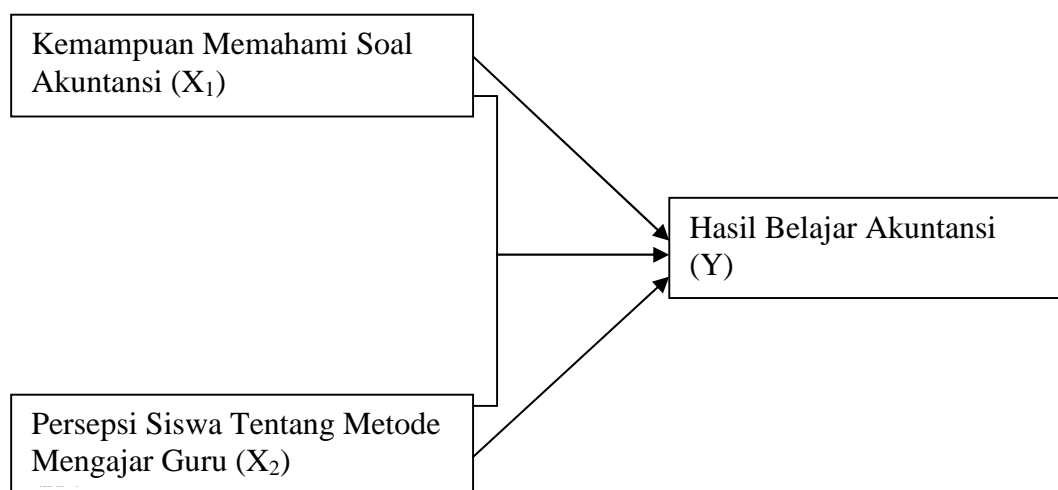 Kemampuan Memahami Soal
Akuntansi (X₁)
Hasil Belajar Akuntansi
(Y)
Persepsi Siswa Tentang Metode
Mengajar Guru (X₂)